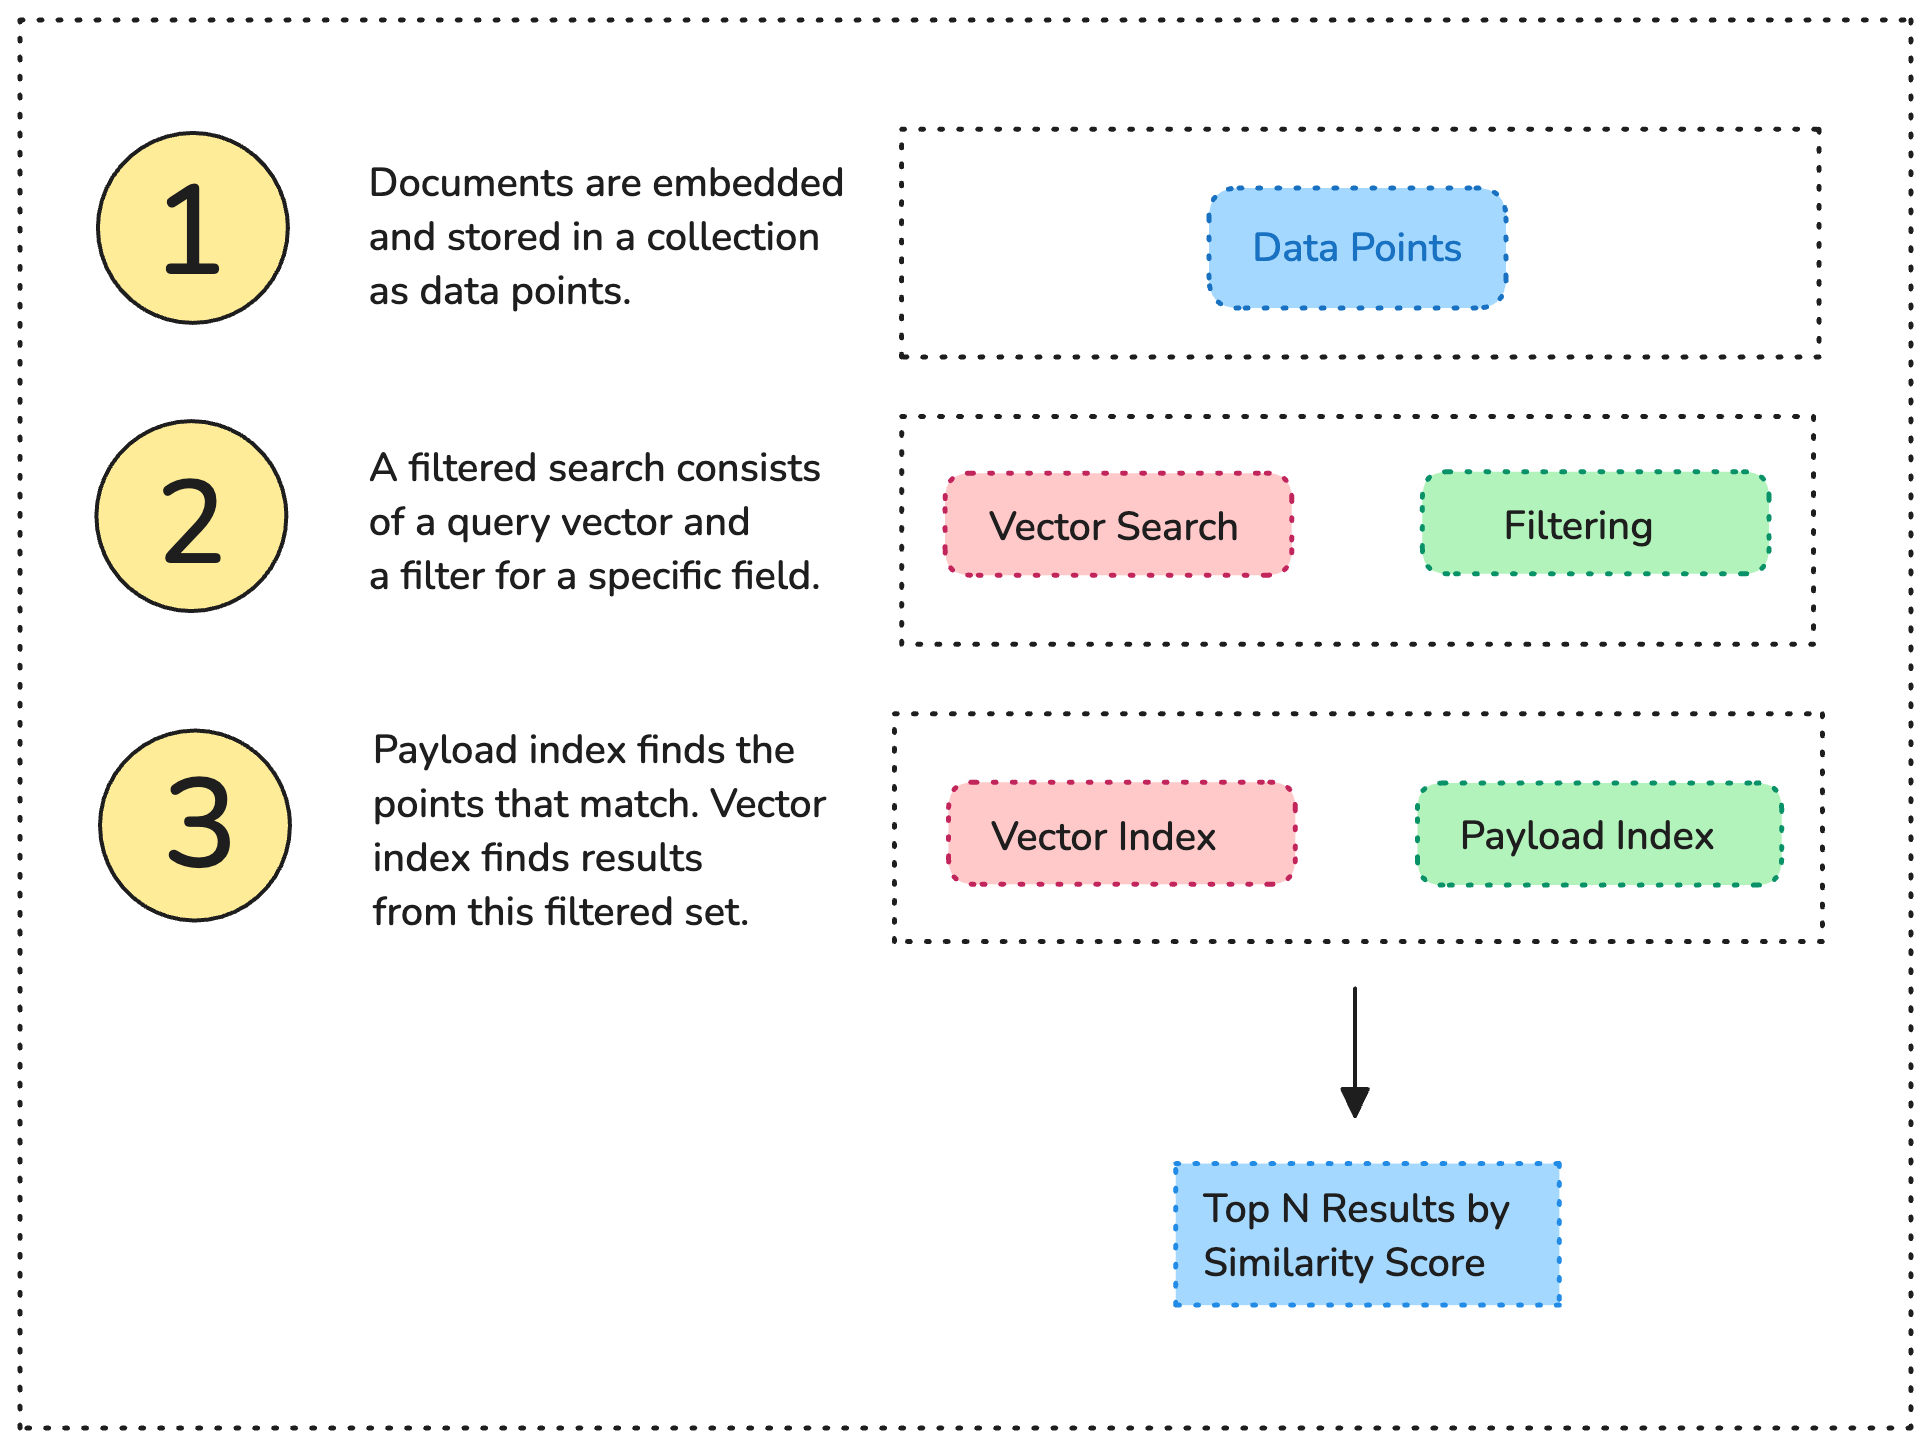 1
Documents are embedded
and stored in a collection
as data points.
Data Points
2
A filtered search consists
of a query vector and
a filter for a specific field.
Vector Search
Filtering
3
Payload index finds the
points that match. Vector
index finds results
from this filtered set.
Vector Index
Payload Index
Top N Results by
Similarity Score